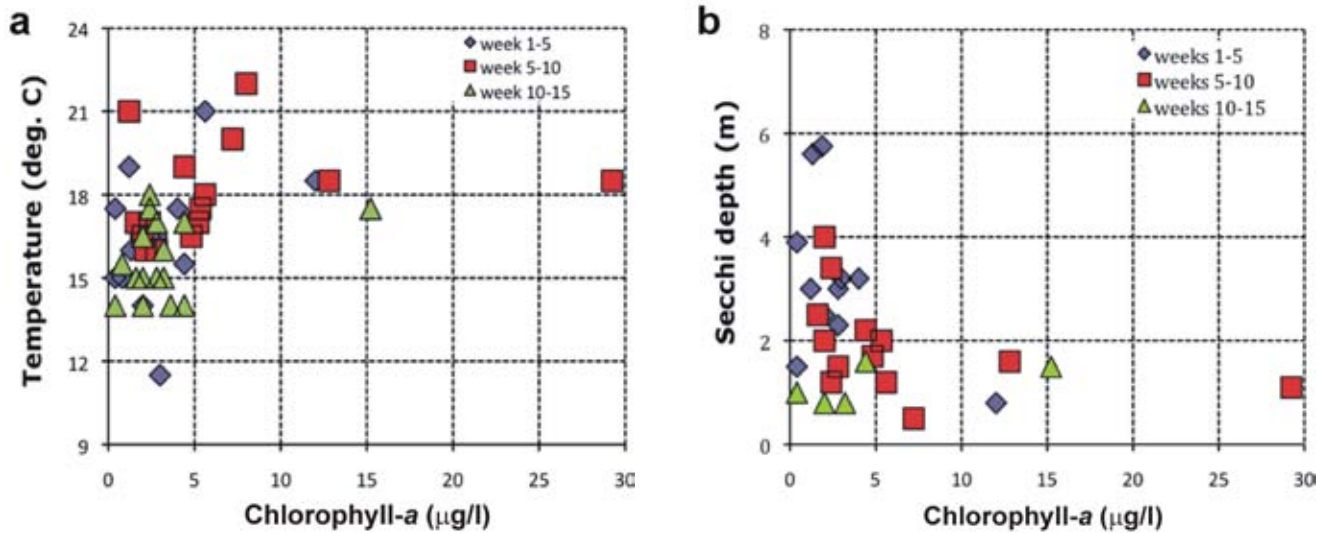 a
24
21
18
15
12
9
Temperature (deg. C)
week 1-5
week 5-10
week 10-15
0 5 10 15 20 25 30
Chlorophyll-a (μg/l)
b
8
6
4
2
0
Secchi depth (m)
weeks 1-5
weeks 5-10
weeks 10-15
0 5 10 15 20 25 30
Chlorophyll-a (μg/l)